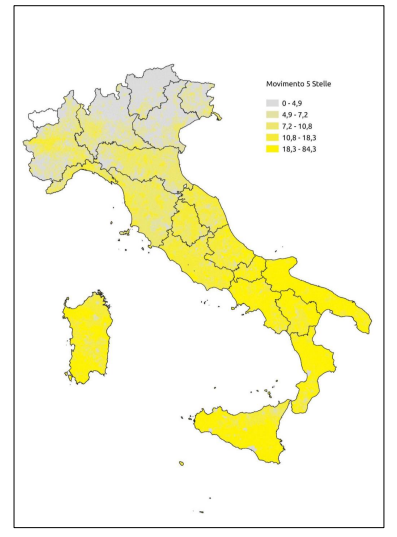 Movimento 5 Stelle
0 - 4,9
4,9 - 7,2
7,2 - 10,8
10,8 - 18,3
18,3 - 84,3